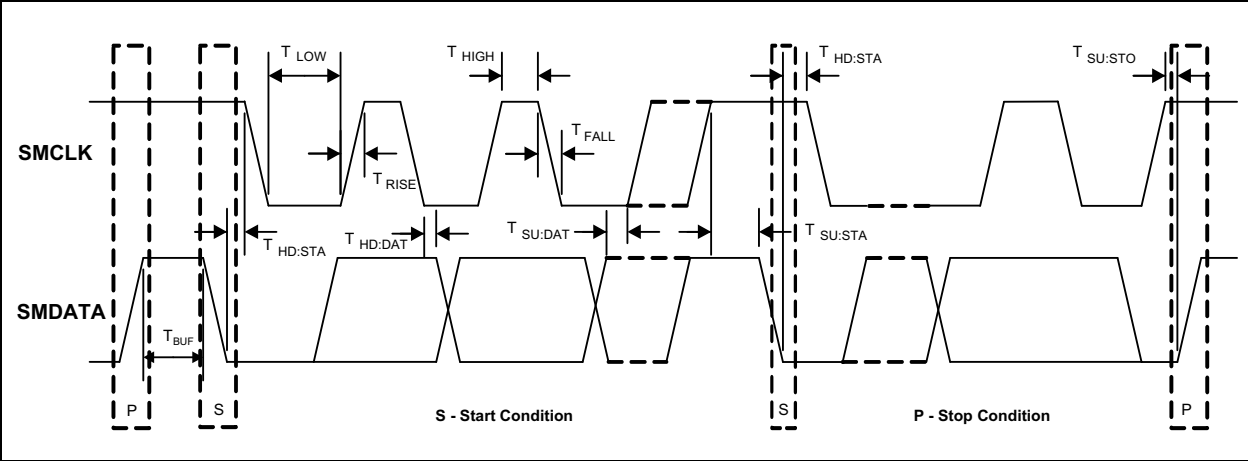 T LOW
T HIGH
T HD:STA
T SU:STO
SMCLK
T FALL
T RISE
T HD:STA
T HD:DAT
T SU:DAT
T SU:STA
SMDATA
T BUF
P
S
S - Start Condition
S
P - Stop Condition
P